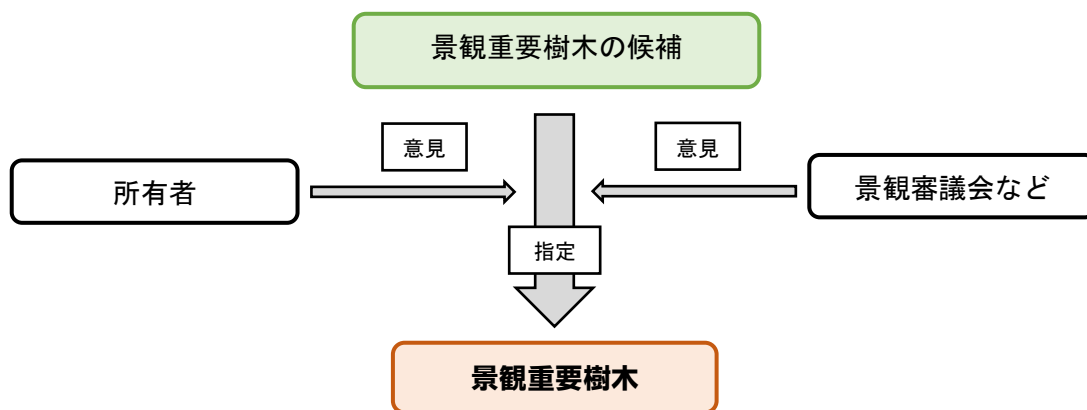 景観重要樹木の候補
意見
意見
所有者
景観審議会など
指定
景観重要樹木